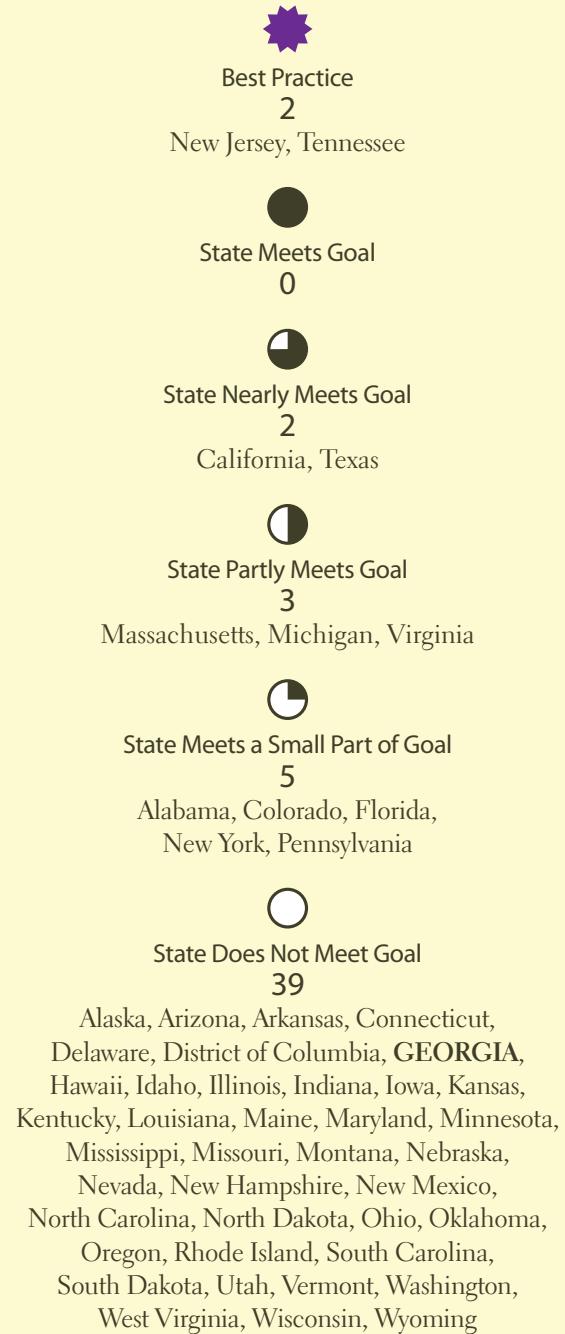 Best Practice
2
New Jersey, Tennessee
State Meets Goal
0
State Nearly Meets Goal
2
California, Texas
State Partly Meets Goal
3
Massachusetts, Michigan, Virginia
State Meets a Small Part of Goal
5
Alabama, Colorado, Florida,
New York, Pennsylvania
State Does Not Meet Goal
39
Alaska, Arizona, Arkansas, Connecticut,
Delaware, District of Columbia, GEORGIA,
Hawaii, Idaho, Illinois, Indiana, Iowa, Kansas,
Kentucky, Louisiana, Maine, Maryland, Minnesota,
Mississippi, Missouri, Montana, Nebraska,
Nevada, New Hampshire, New Mexico,
North Carolina, North Dakota, Ohio, Oklahoma,
Oregon, Rhode Island, South Carolina,
South Dakota, Utah, Vermont, Washington,
West Virginia, Wisconsin, Wyoming